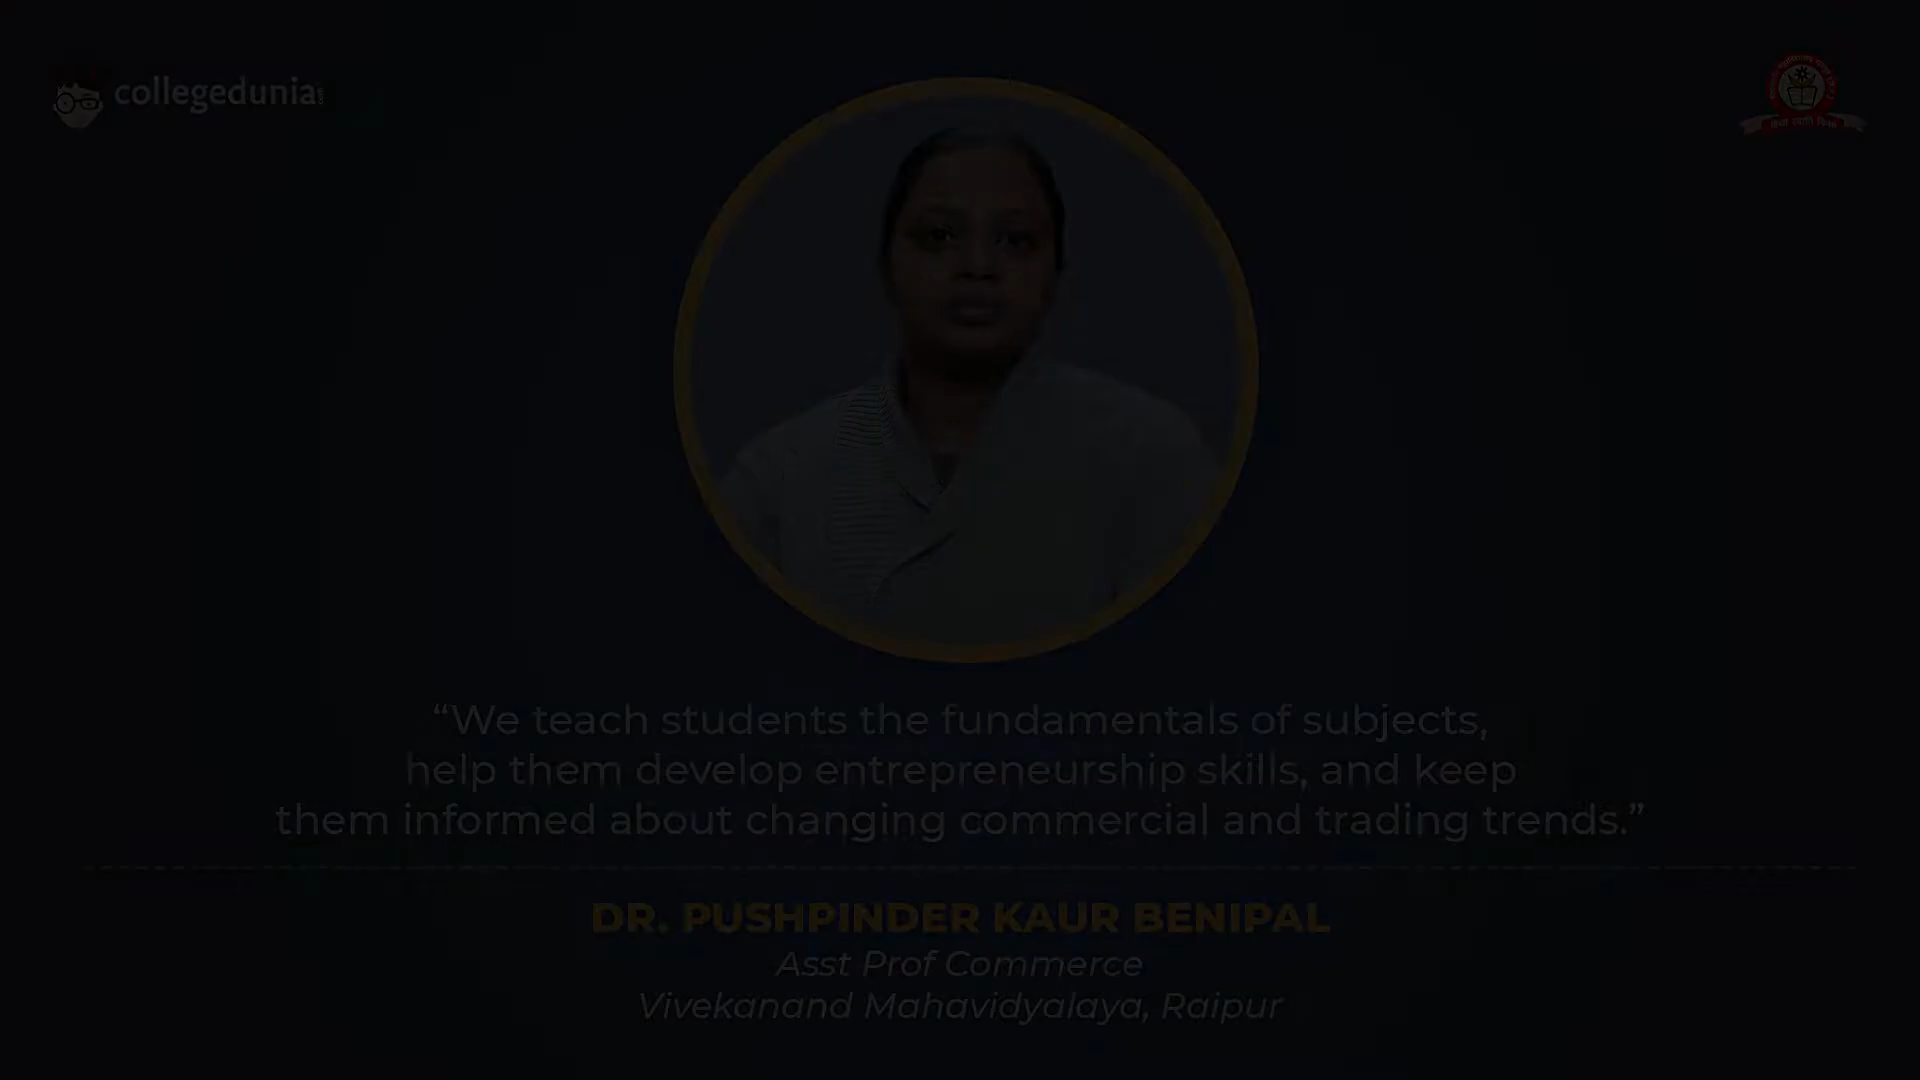 collegedunia
“We teach students the fundamentals of subjects,
help them develop entrepreneurship skills, and keep
them informed about changing commercial and trading trends.”
DR. PUSHPINDER KAUR BENIPAL
Asst Prof Commerce
Vivekanand Mahavidyalaya, Raipur